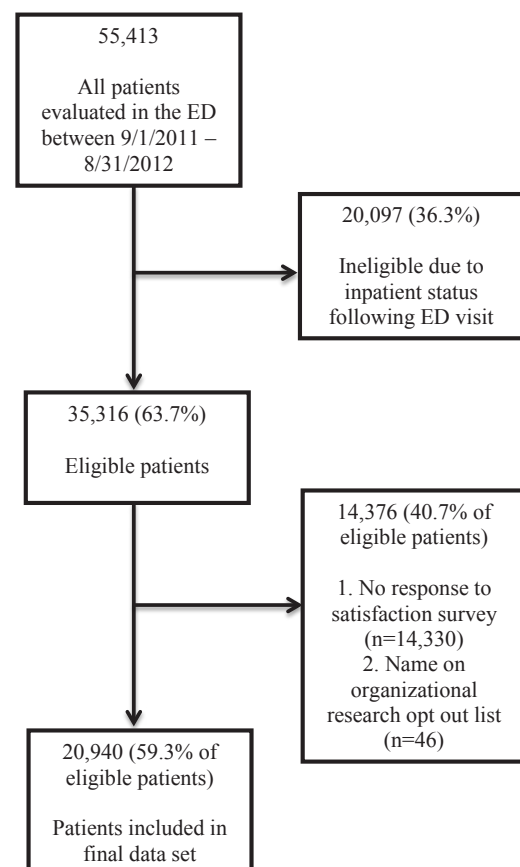 55,413
All patients
evaluated in the ED
between 9/1/2011 –
8/31/2012
20,097 (36.3%)
Ineligible due to
inpatient status
following ED visit
35,316 (63.7%)
Eligible patients
14,376 (40.7% of
eligible patients)
1. No response to
satisfaction survey
(n=14,330)
2. Name on
organizational
research opt out list
(n=46)
20,940 (59.3% of
eligible patients)
Patients included in
final data set